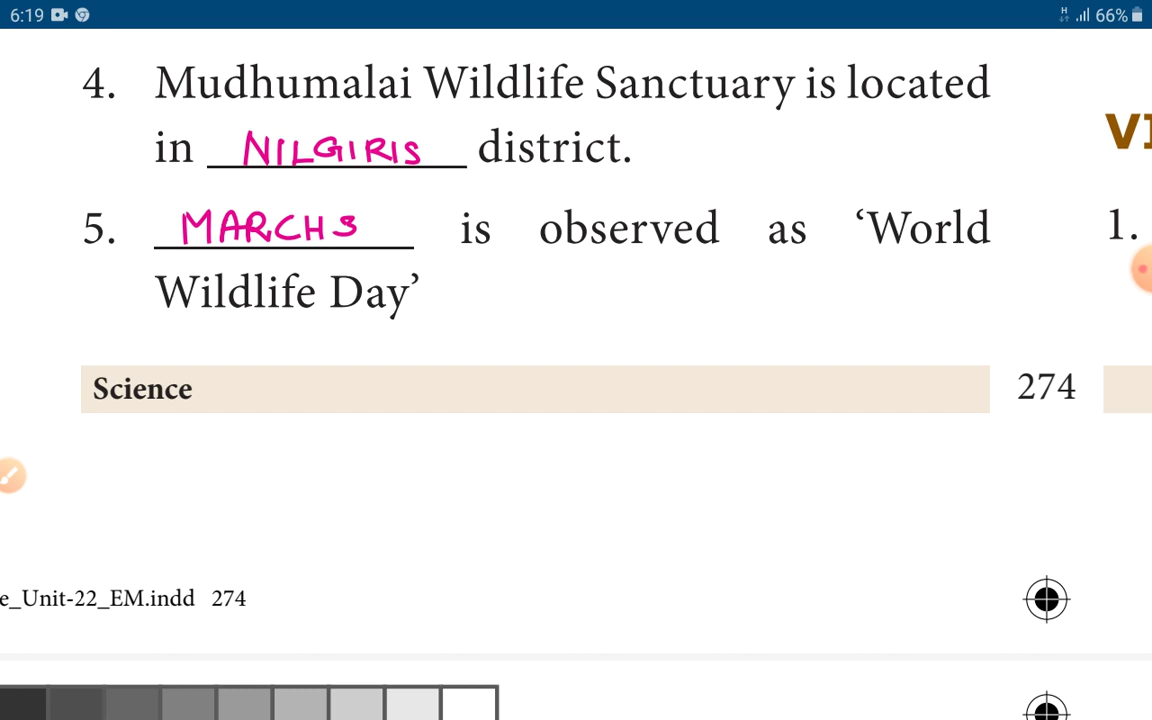 6:19 66%
4. Mudhumalai Wildlife Sanctuary is located
in NILGIRIS district.
5. MARCH 3 is observed as ‘World
Wildlife Day’
Science 274
e_Unit-22_EM.indd 274
VI
1.